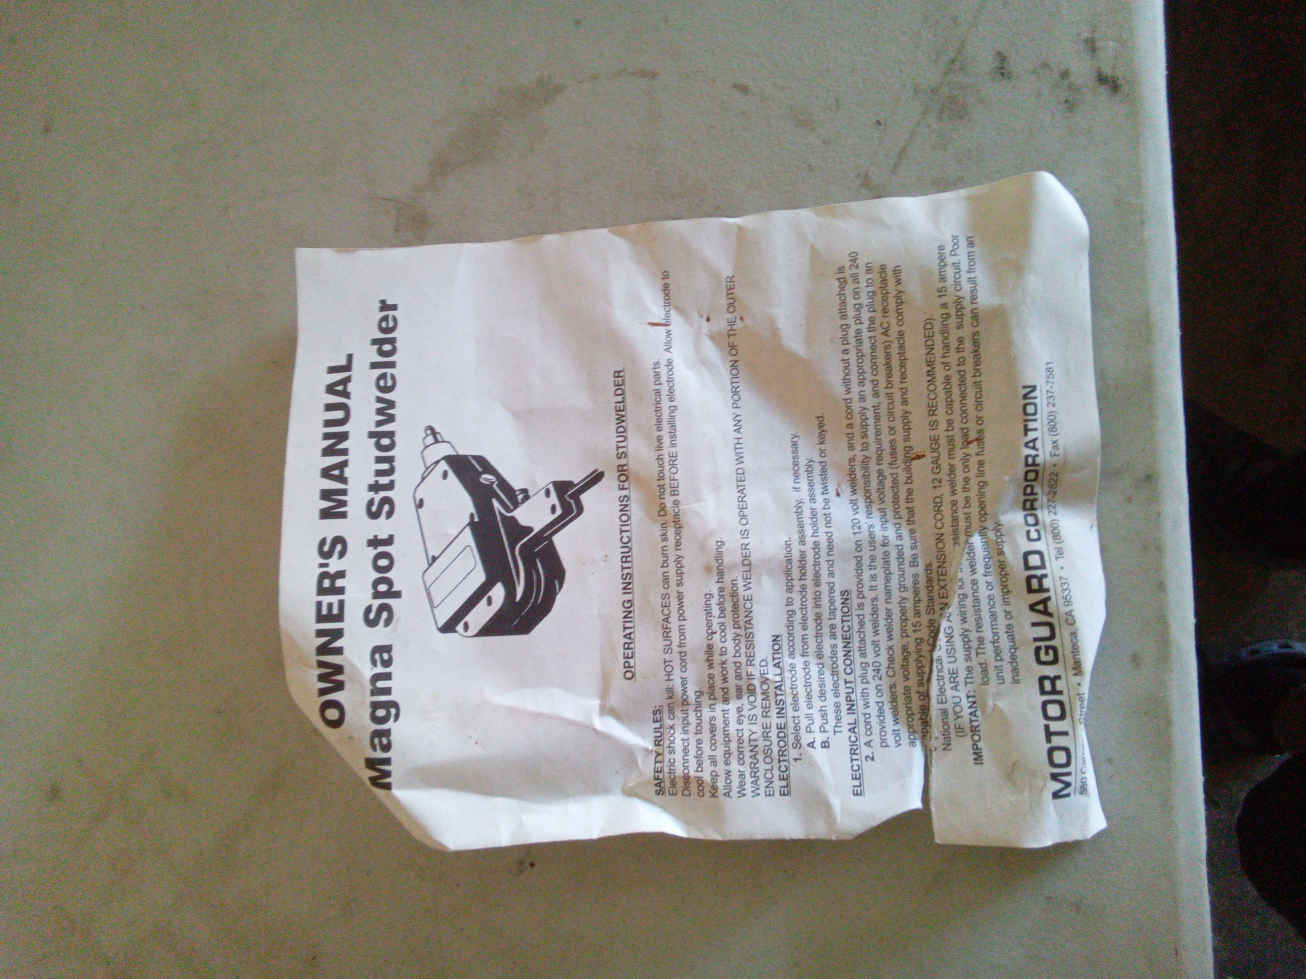 OWNER'S MANUAL
Magna Spot Studwelder
OPERATING INSTRUCTIONS FOR STUDWELDER
SAFETY RULES:
Electric shock can kill: HOT SURFACES can burn skin. Do not touch live electrical parts.
Disconnect input power cord from power supply receptacle BEFORE installing electrode. Allow electrode to
cool before touching.
Keep all covers in place while operating.
Allow equipment and work to cool before handling.
Wear correct eye, ear and body protection.
WARRANTY IS VOID IF RESISTANCE WELDER IS OPERATED WITH ANY PORTION OF THE OUTER
ENCLOSURE REMOVED.
ELECTRODE INSTALLATION
1. Select electrode according to application.
A. Pull electrode from electrode holder assembly, if necessary.
B. Push desired electrode into electrode holder assembly.
These electrodes are tapered and need not be twisted or keyed.
ELECTRICAL INPUT CONNECTIONS
2. A cord with plug attached is provided on 120 volt welders, and a cord without a plug attached is
provided on 240 volt welders. It is the users' responsibility to supply an appropriate plug on all 240
volt welders. Check welder nameplate for input voltage requirement, and connect the plug to an
appropriate voltage, properly grounded and protected (fuses or circuit breakers) AC receptacle
capable of supplying 15 amperes. Be sure that the building supply and receptacle comply with
National Electrical Code Standards.
(IF YOU ARE USING AN EXTENSION CORD, 12 GAUGE IS RECOMMENDED)
IMPORTANT: The supply wiring for resistance welder must be capable of handling a 15 ampere
load. The resistance welder must be the only load connected to the supply circuit. Poor
unit performance or frequently opening line fuses or circuit breakers can result from an
inadequate or improper supply.
MOTOR GUARD CORPORATION
580 Street • Manteca, CA 95337 • Tel (800) 227-2822 • Fax (800) 237-7581